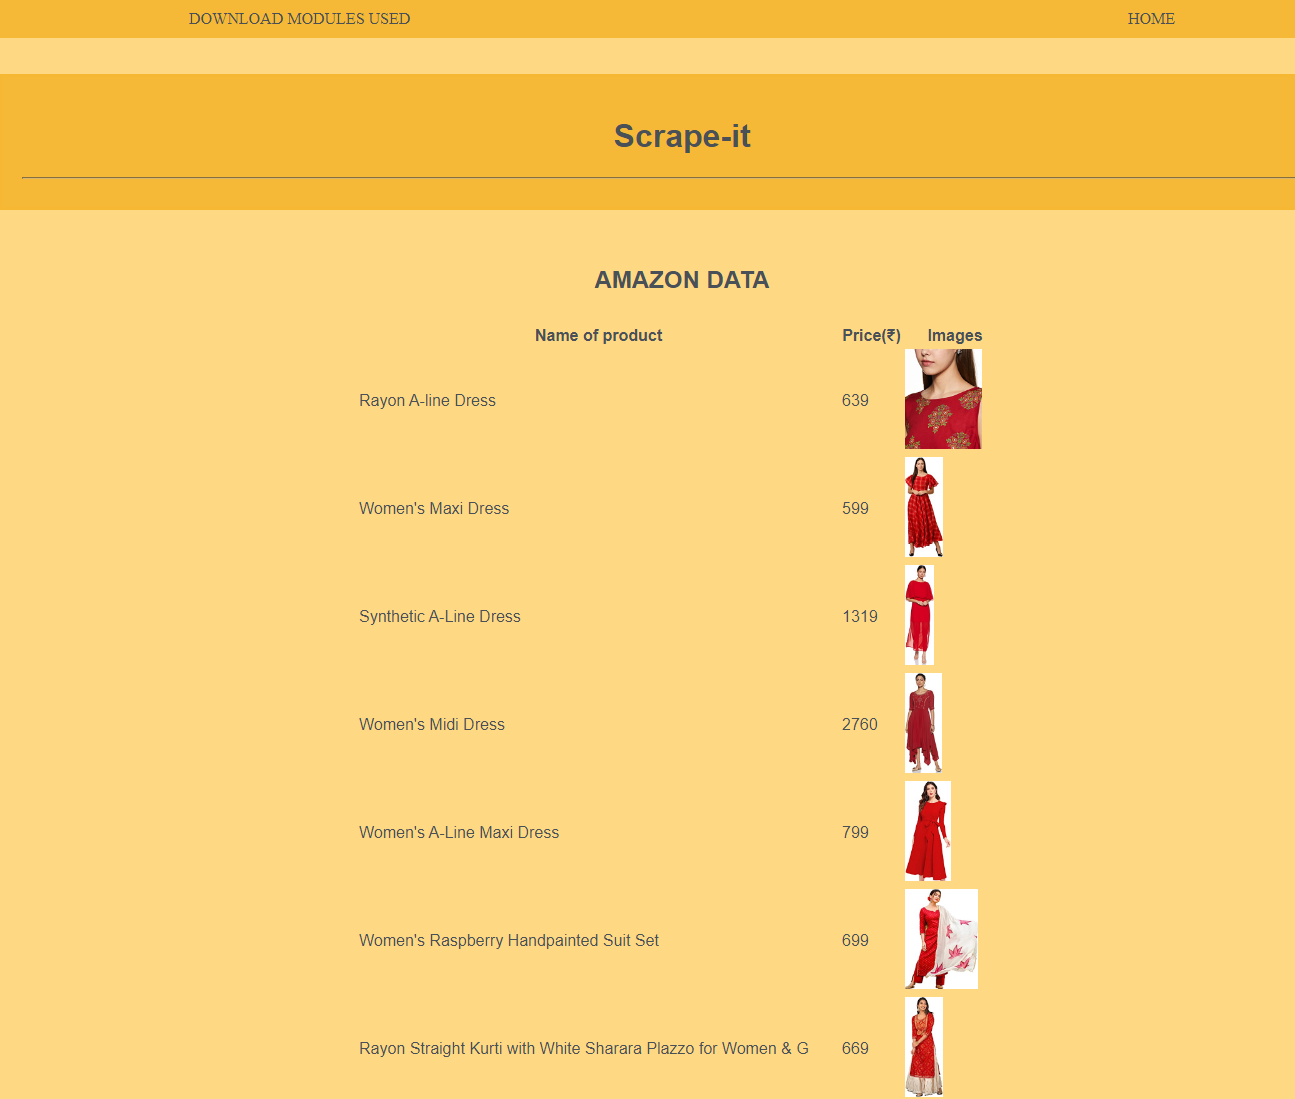 DOWNLOAD MODULES USED HOME
Scrape-it
AMAZON DATA
Name of product Price(₹) Images
Rayon A-line Dress 639
Women's Maxi Dress 599
Synthetic A-Line Dress 1319
Women's Midi Dress 2760
Women's A-Line Maxi Dress 799
Women's Raspberry Handpainted Suit Set 699
Rayon Straight Kurti with White Sharara Plazzo for Women & G 669